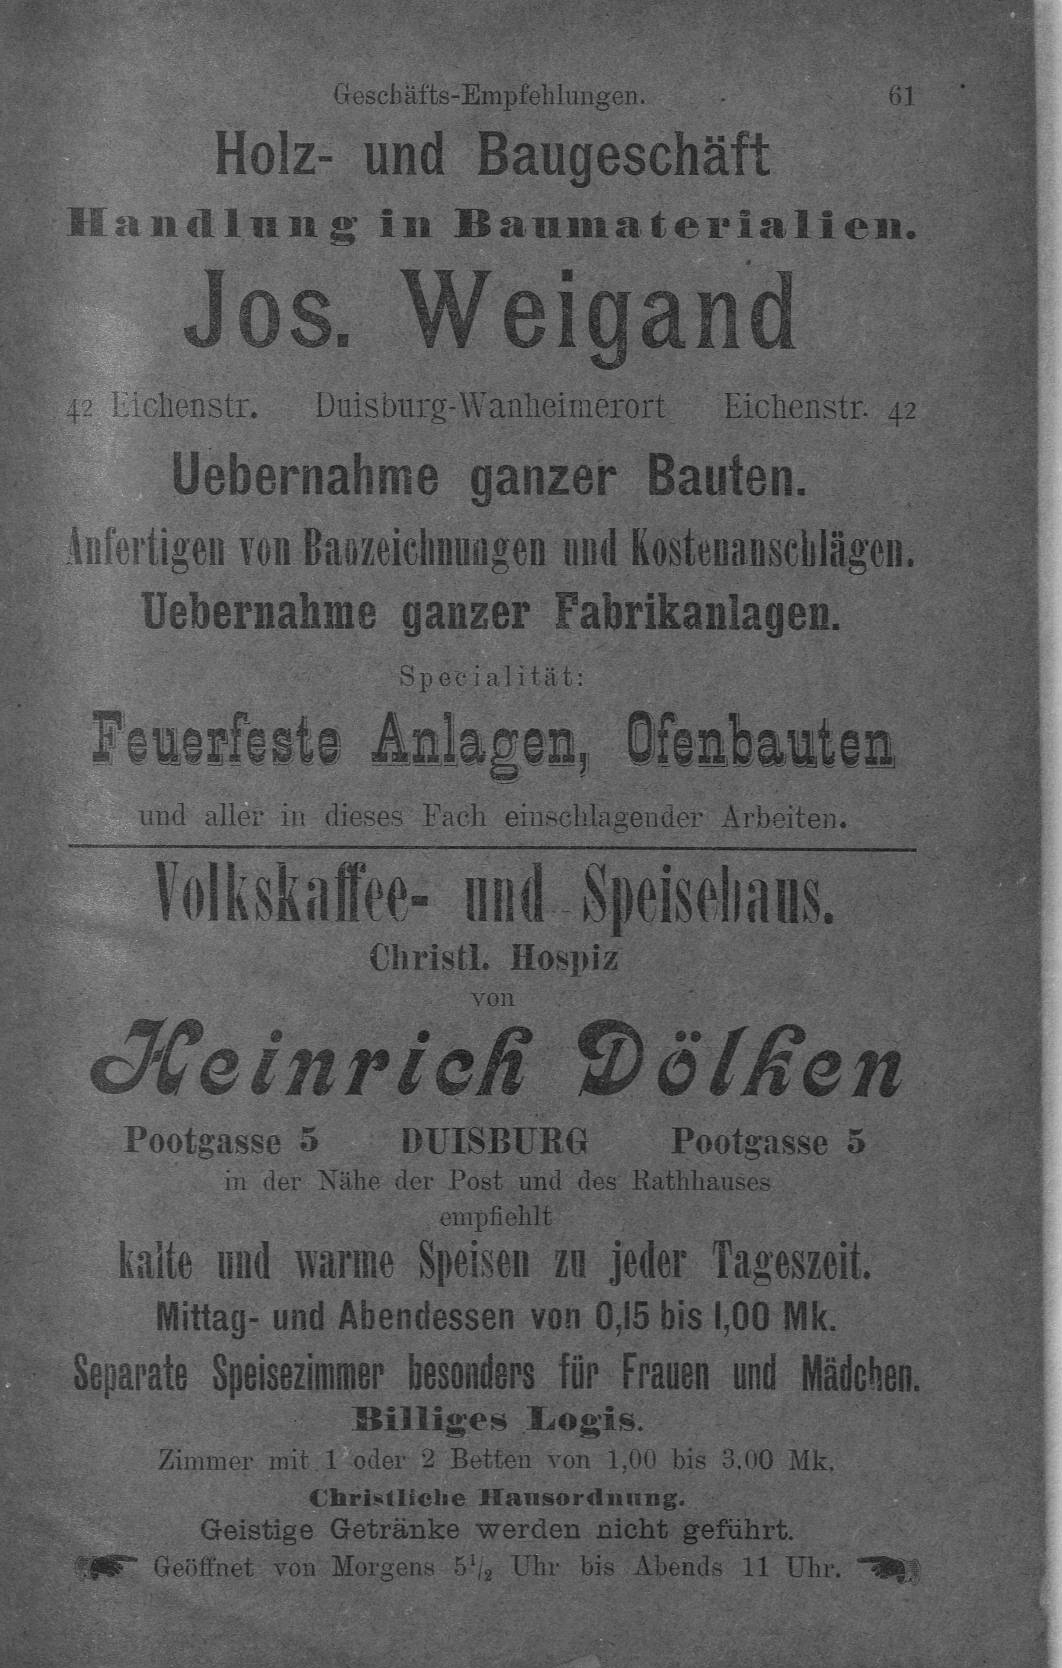 Geschäfts-Empfehlungen. 61
Holz- und Baugeschäft
Handlung in Baumaterialien.
Jos. Weigand
42 Eichenstr. Duisburg-Wanheimerort Eichenstr. 42
Uebernahme ganzer Bauten.
Anfertigen von Bauzeichnungen und Kostenanschlägen.
Uebernahme ganzer Fabrikanlagen.
Specialität:
Feuerfeste Anlagen, Ofenbauten
und aller in dieses Fach einschlagender Arbeiten.
Volkskaffee- und Speisehaus.
Christl. Hospiz
von
Heinrich Dölken
Pootgasse 5 DUISBURG Pootgasse 5
in der Nähe der Post und des Rathhauses
empfiehlt
kalte und warme Speisen zu jeder Tageszeit.
Mittag- und Abendessen von 0,15 bis 1,00 Mk.
Separate Speisezimmer besonders für Frauen und Mädchen.
Billiges Logis.
Zimmer mit 1 oder 2 Betten von 1,00 bis 3,00 Mk.
Christliche Hausordnung.
Geistige Getränke werden nicht geführt.
Geöffnet von Morgens 5½ Uhr bis Abends 11 Uhr.